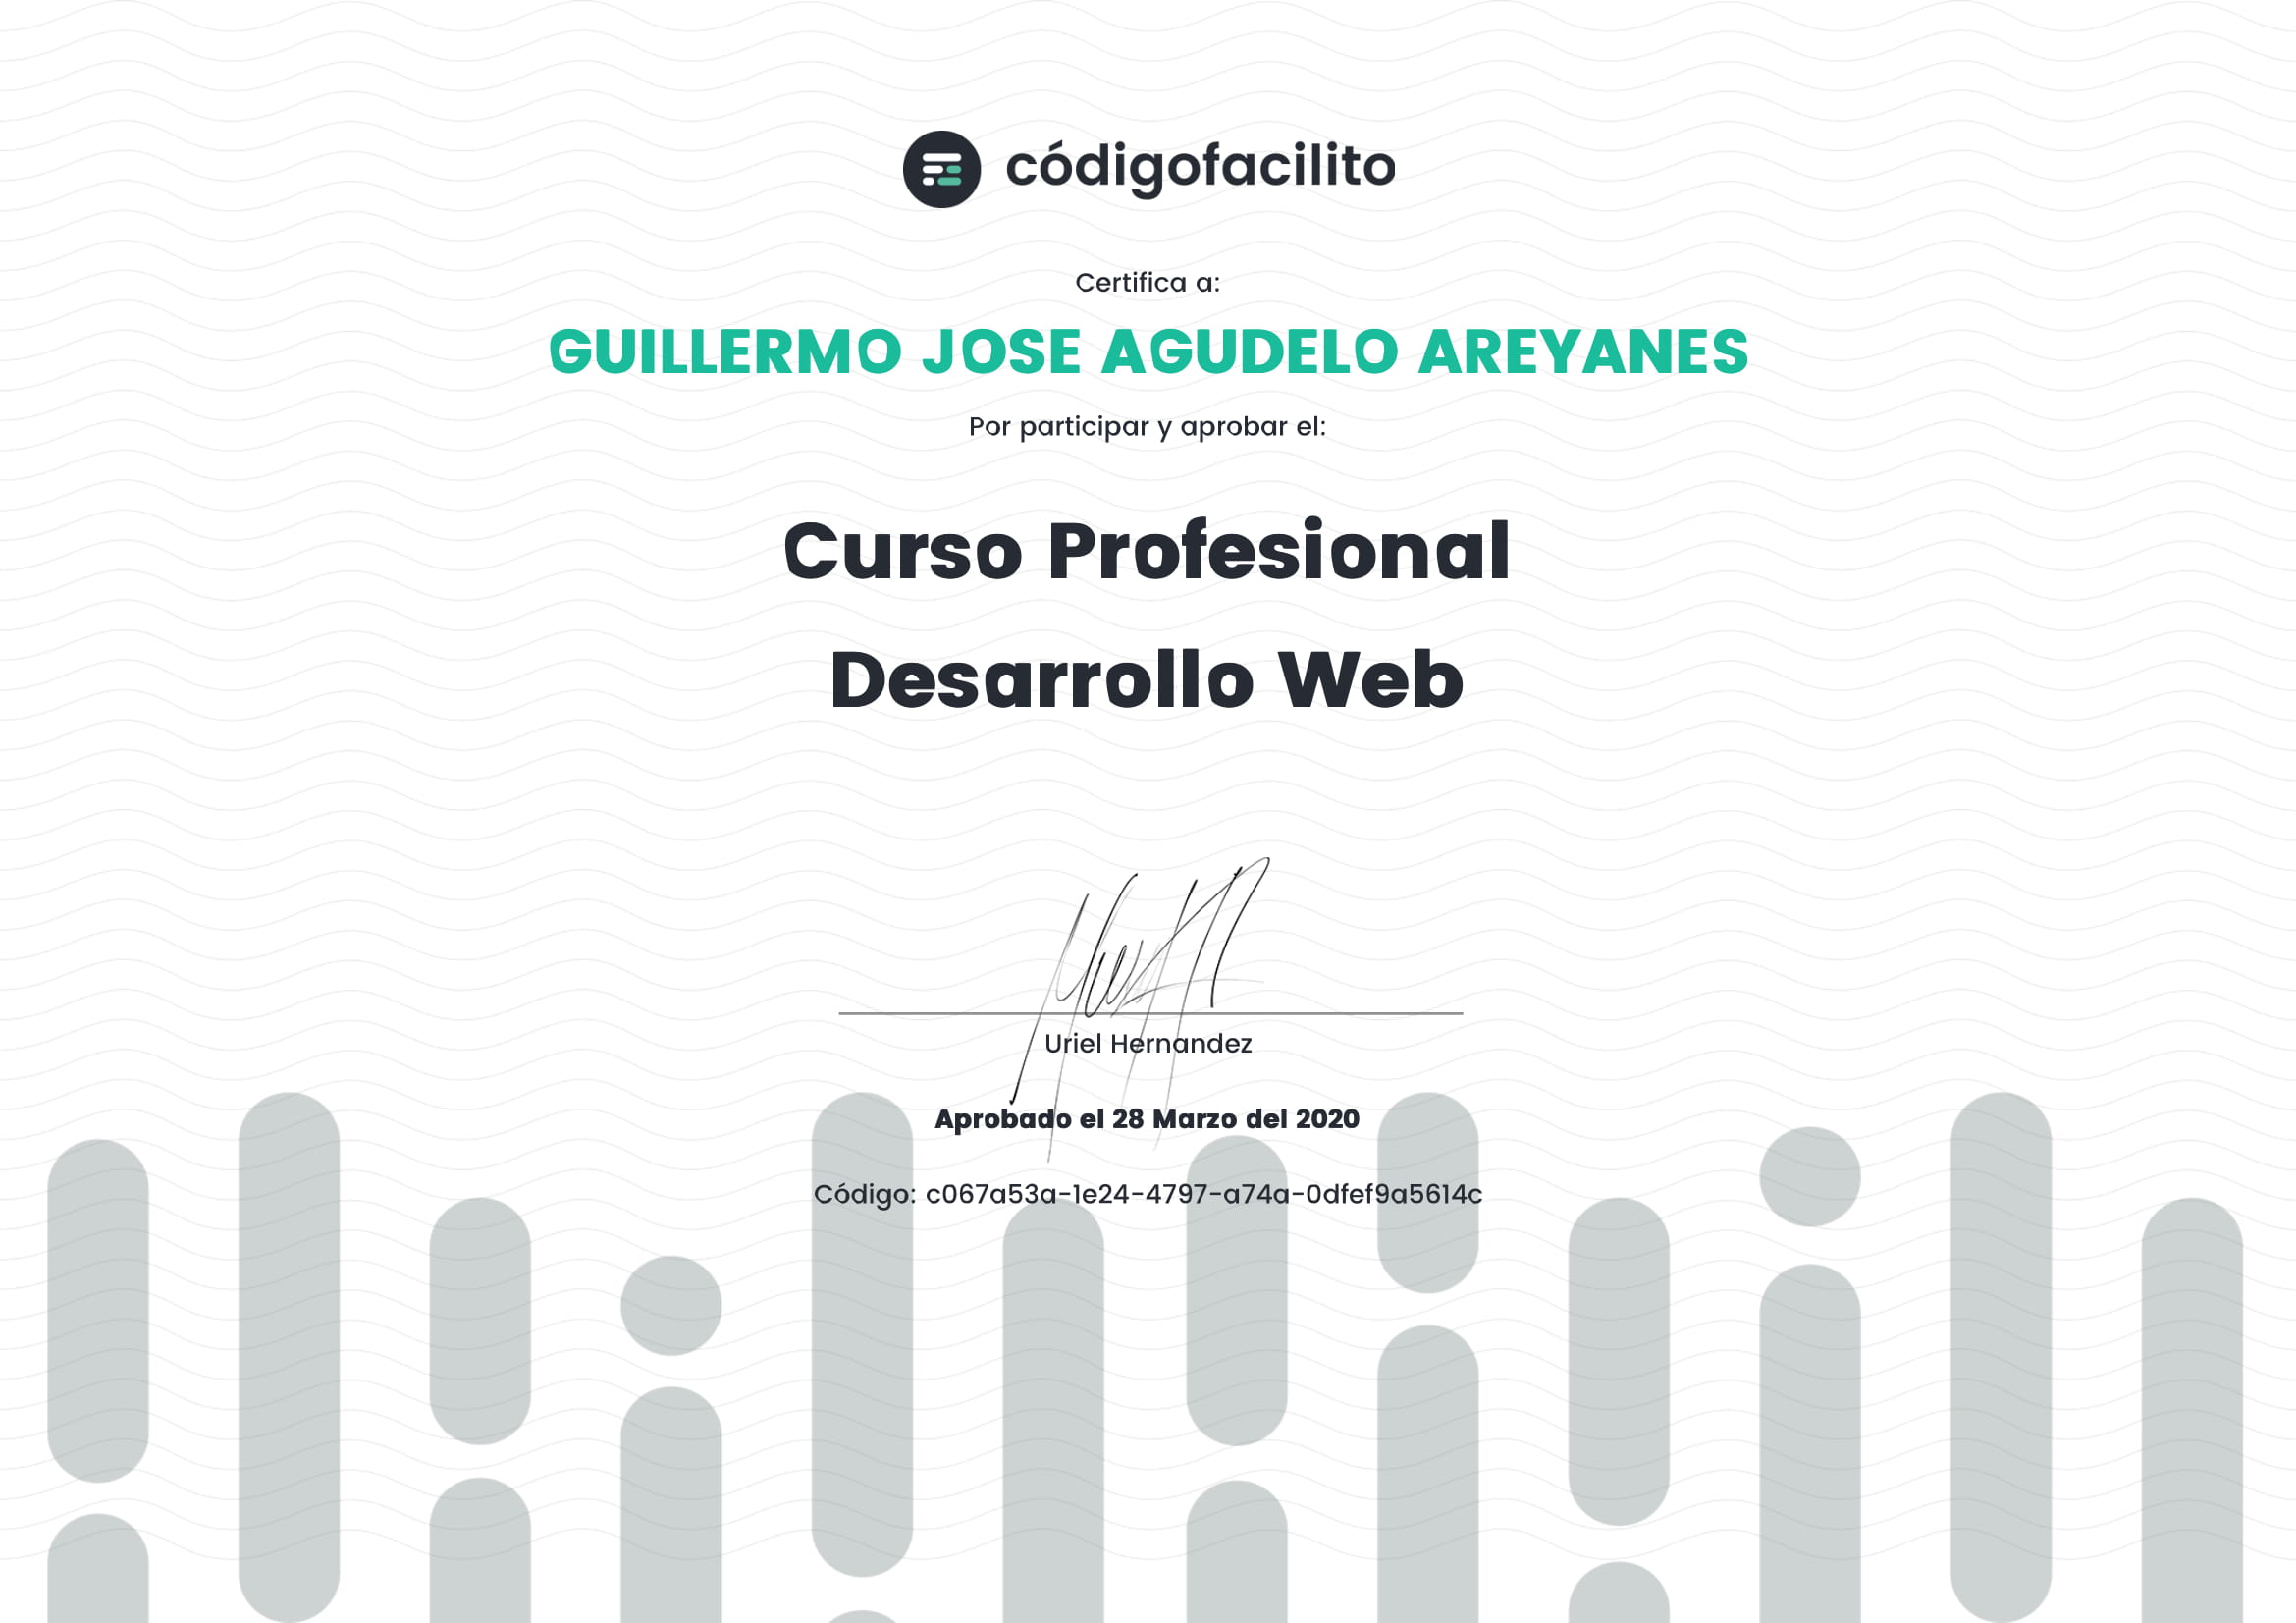 códigofacilito
Certifica a:
GUILLERMO JOSE AGUDELO AREYANES
Por participar y aprobar el:
Curso Profesional
Desarrollo Web
Uriel Hernandez
Aprobado el 28 Marzo del 2020
Código: c067a53a-1e24-4797-a74a-0dfef9a5614c